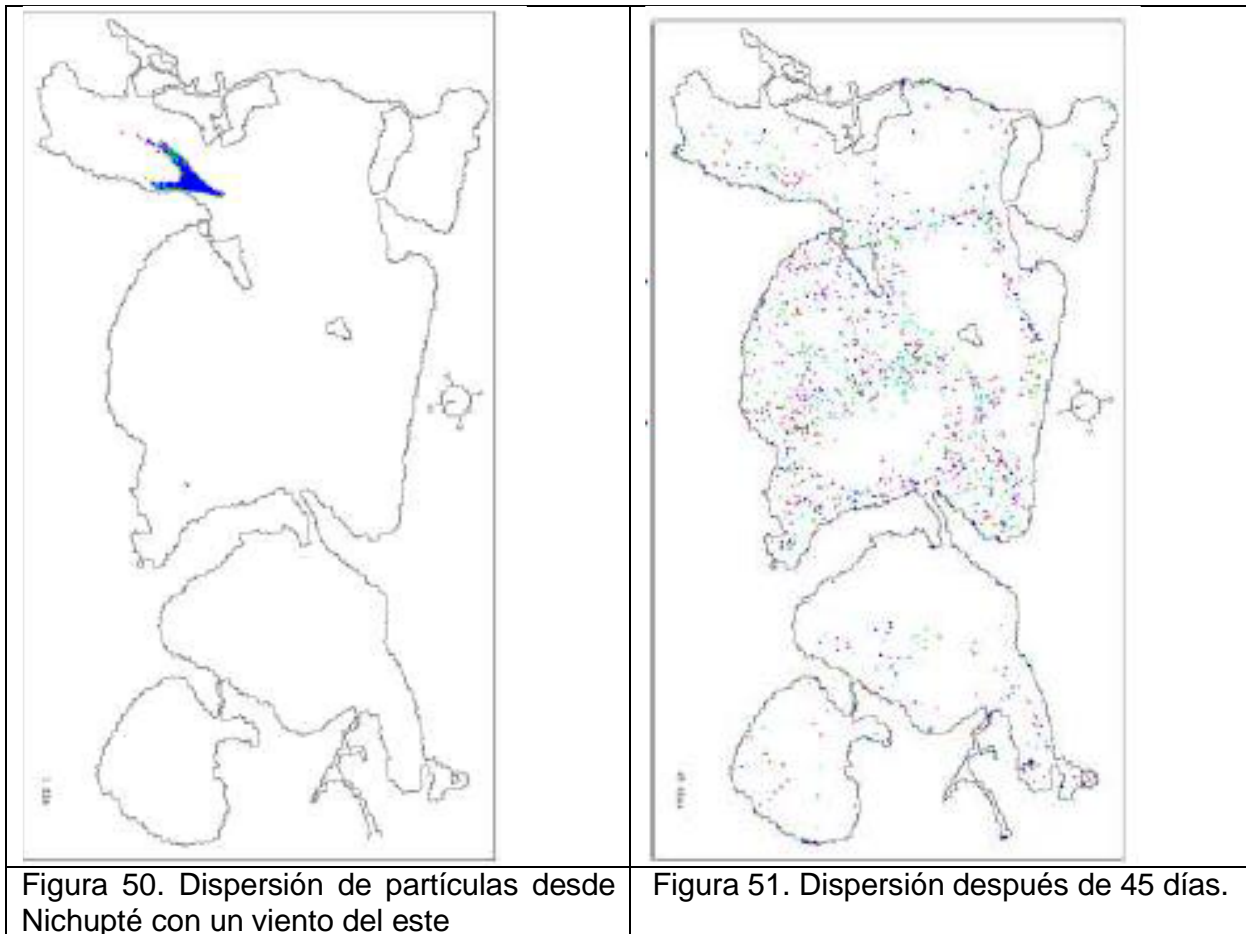 Figura 50. Dispersión de partículas desde
Nichupté con un viento del este
Figura 51. Dispersión después de 45 días.